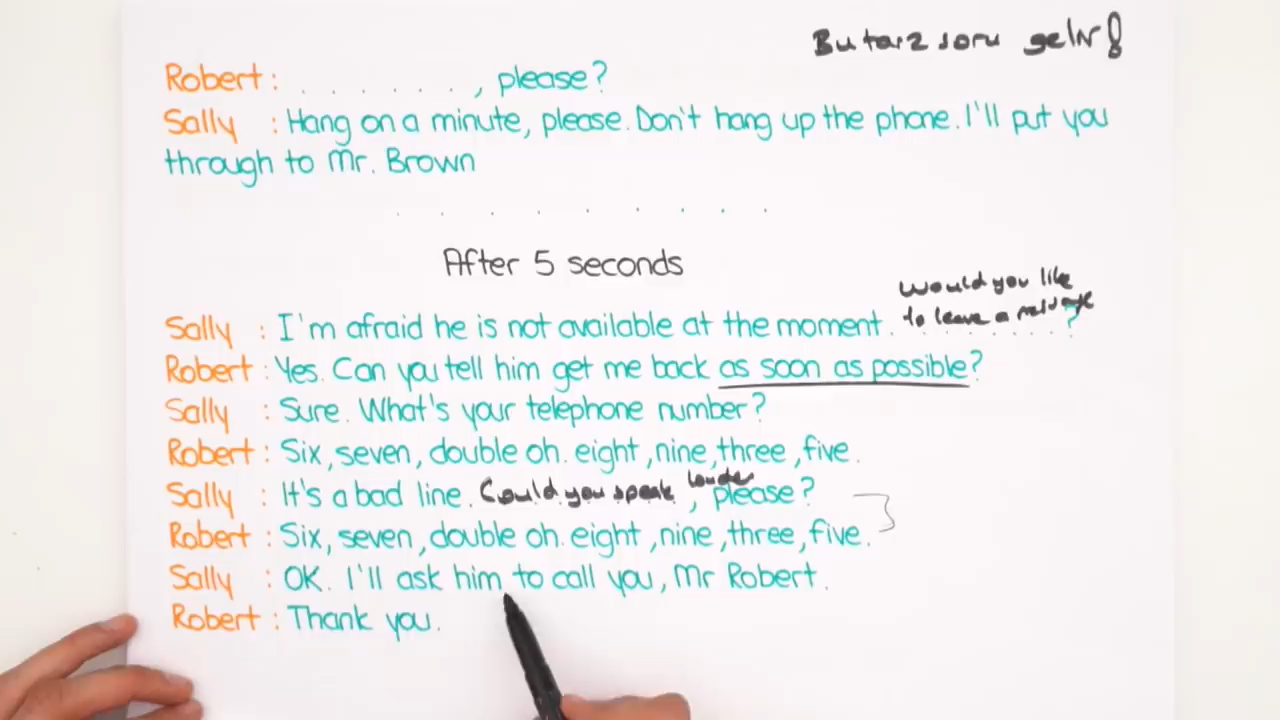 Bu tarz soru gelir!
Robert : . . . . . . . , please?
Sally : Hang on a minute, please. Don't hang up the phone. I'll put you
through to Mr. Brown
. . . . . . . . .
After 5 seconds
would you like
to leave a message
Sally : I'm afraid he is not available at the moment. . . . . . . . ?
Robert : Yes. Can you tell him get me back as soon as possible?
Sally : Sure. What's your telephone number?
Robert : Six, seven, double oh. eight, nine, three, five.
Sally : It's a bad line. Could you speak louder, please?
Robert : Six, seven, double oh. eight, nine, three, five.
Sally : OK. I'll ask him to call you, Mr Robert.
Robert : Thank you.